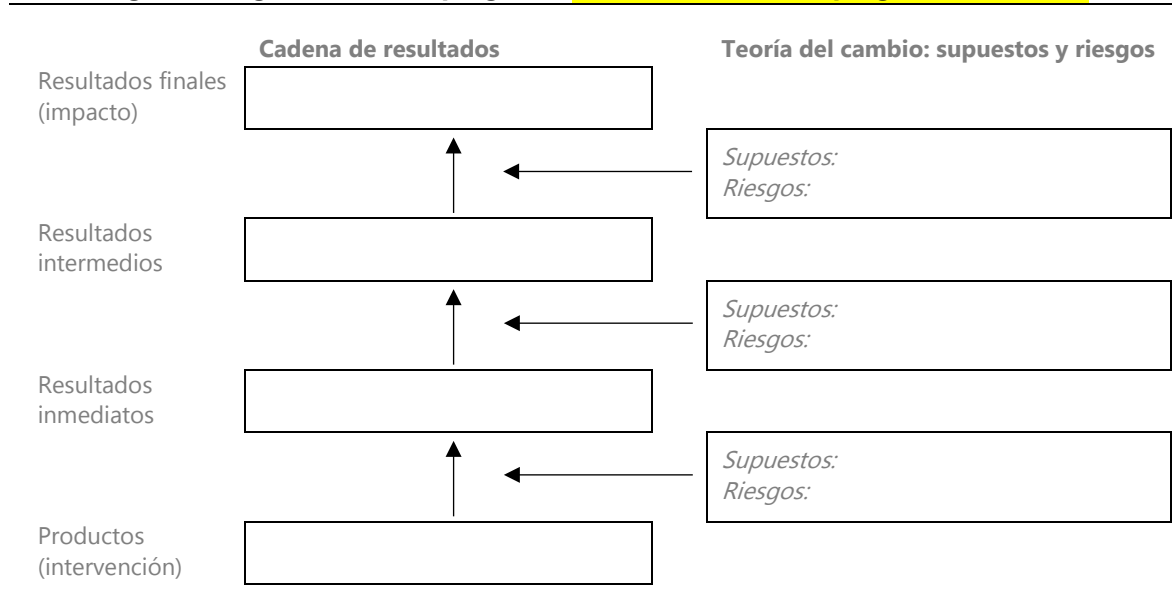 Cadena de resultados
Teoría del cambio: supuestos y riesgos
Resultados finales
(impacto)
Supuestos:
Riesgos:
Resultados
intermedios
Supuestos:
Riesgos:
Resultados
inmediatos
Supuestos:
Riesgos:
Productos
(intervención)